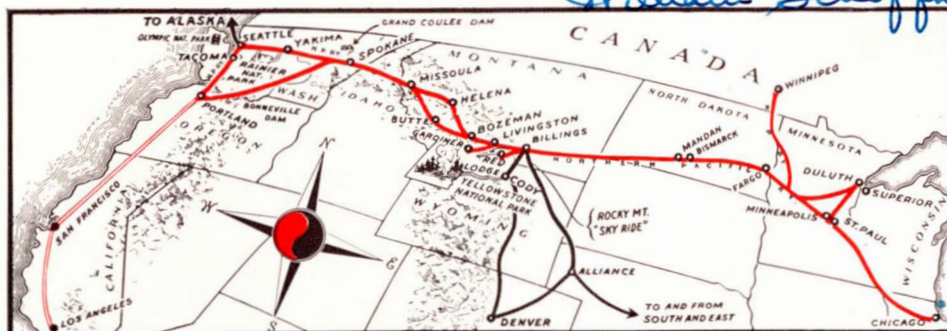 TO ALASKA
OLYMPIC NAT. PARK
SEATTLE
TACOMA
YAKIMA
GRAND COULEE DAM
SPOKANE
RAINIER
NAT.
PARK
WASH
PORTLAND
BONNEVILLE
DAM
OREGON
IDAHO
MISSOULA
MONTANA
HELENA
BUTTE
BOZEMAN
LIVINGSTON
BILLINGS
GARDINER
RED
LODGE
CODY
YELLOWSTONE
NATIONAL PARK
WYOMING
CANADA
WINNIPEG
NORTH DAKOTA
MINNESOTA
MANDAN
BISMARCK
NORTHERN PACIFIC
FARGO
DULUTH
SUPERIOR
MINNEAPOLIS
ST. PAUL
WISCONSIN
CHICAGO
ROCKY MT.
"SKY RIDE"
ALLIANCE
TO AND FROM
SOUTH AND EAST
DENVER
SAN FRANCISCO
CALIFORNIA
LOS ANGELES
N
W
E
S